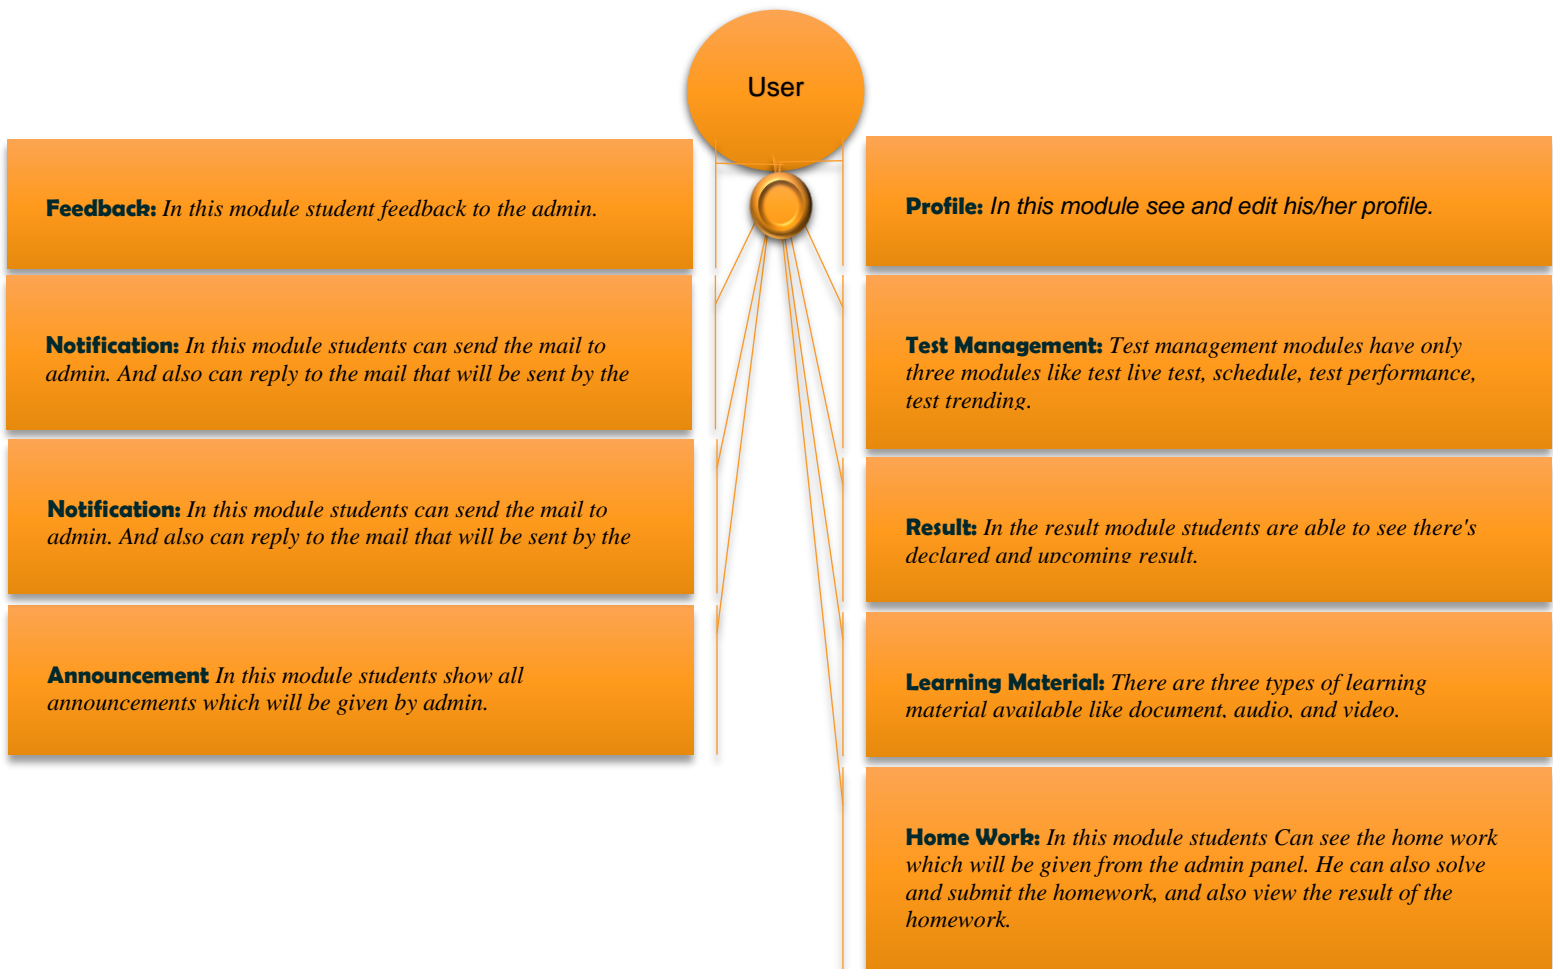 User
Feedback: In this module student feedback to the admin.
Notification: In this module students can send the mail to
admin. And also can reply to the mail that will be sent by the
Notification: In this module students can send the mail to
admin. And also can reply to the mail that will be sent by the
Announcement In this module students show all
announcements which will be given by admin.
Profile: In this module see and edit his/her profile.
Test Management: Test management modules have only
three modules like test live test, schedule, test performance,
test trending.
Result: In the result module students are able to see there's
declared and upcoming result.
Learning Material: There are three types of learning
material available like document, audio, and video.
Home Work: In this module students Can see the home work
which will be given from the admin panel. He can also solve
and submit the homework, and also view the result of the
homework.